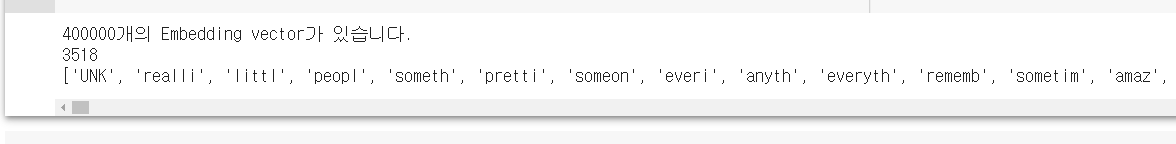 400000개의 Embedding vector가 있습니다.
3518
['UNK', 'realli', 'littl', 'peopl', 'someth', 'pretti', 'someon', 'everi', 'anyth', 'everyth', 'rememb', 'sometim', 'amaz',